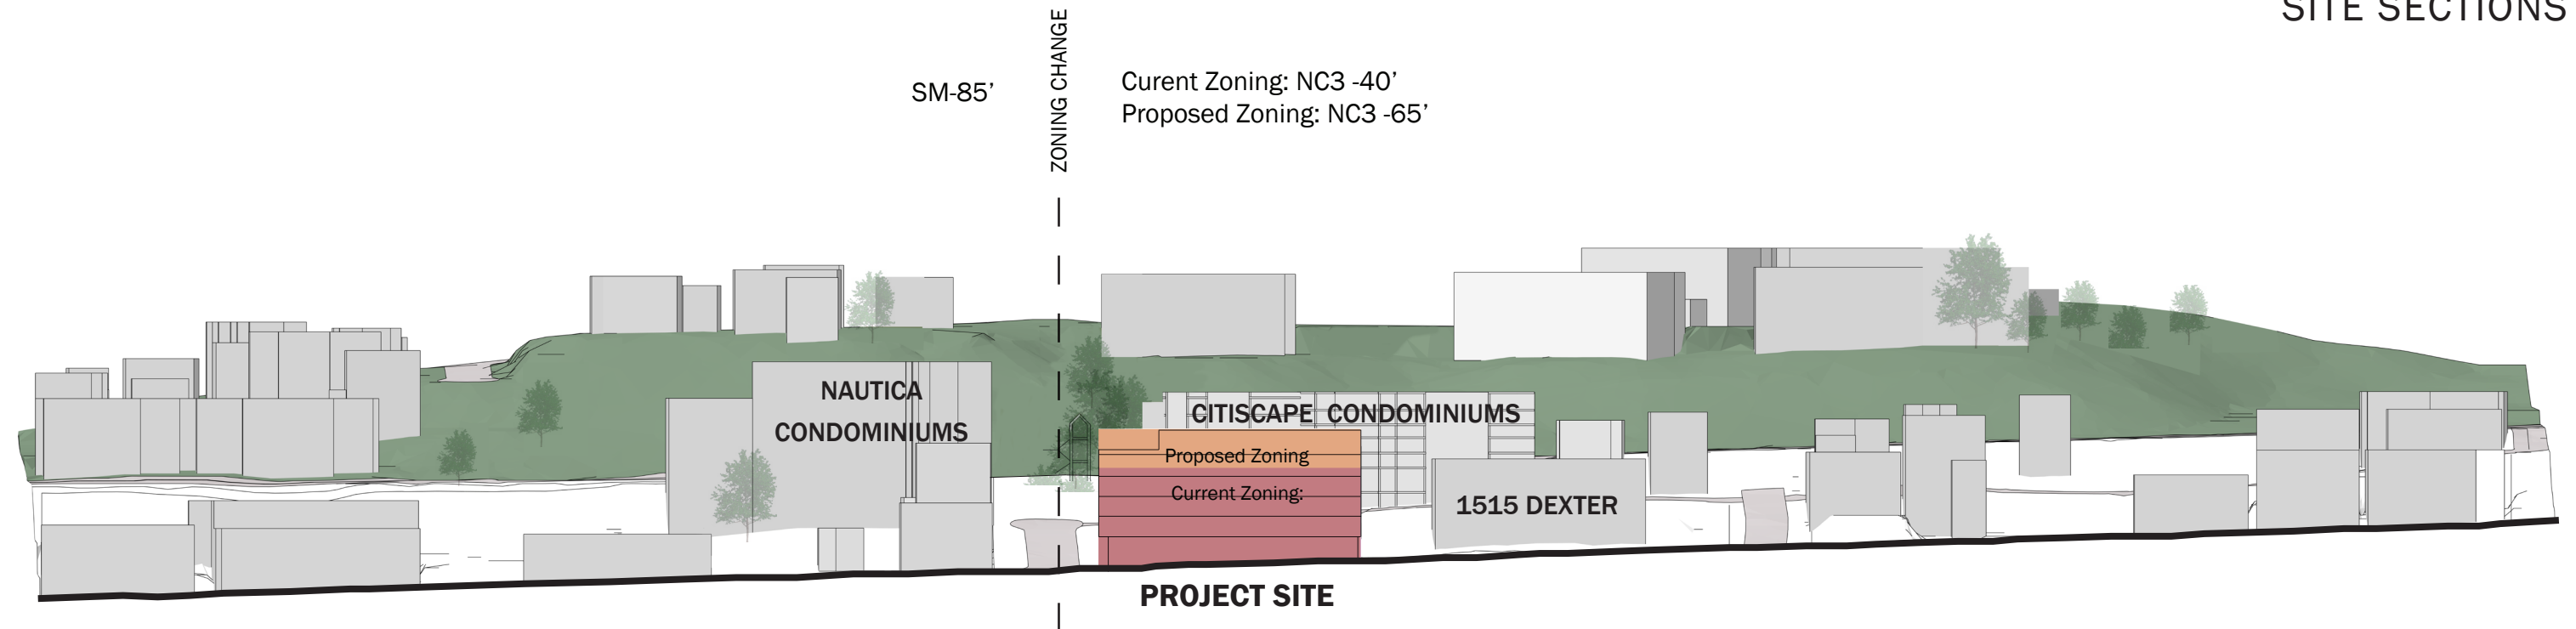 SITE SECTIONS
ZONING CHANGE
SM-85’
Curent Zoning: NC3 -40’
Proposed Zoning: NC3 -65’
NAUTICA
CONDOMINIUMS
CITISCAPE CONDOMINIUMS
Proposed Zoning
Current Zoning:
1515 DEXTER
PROJECT SITE